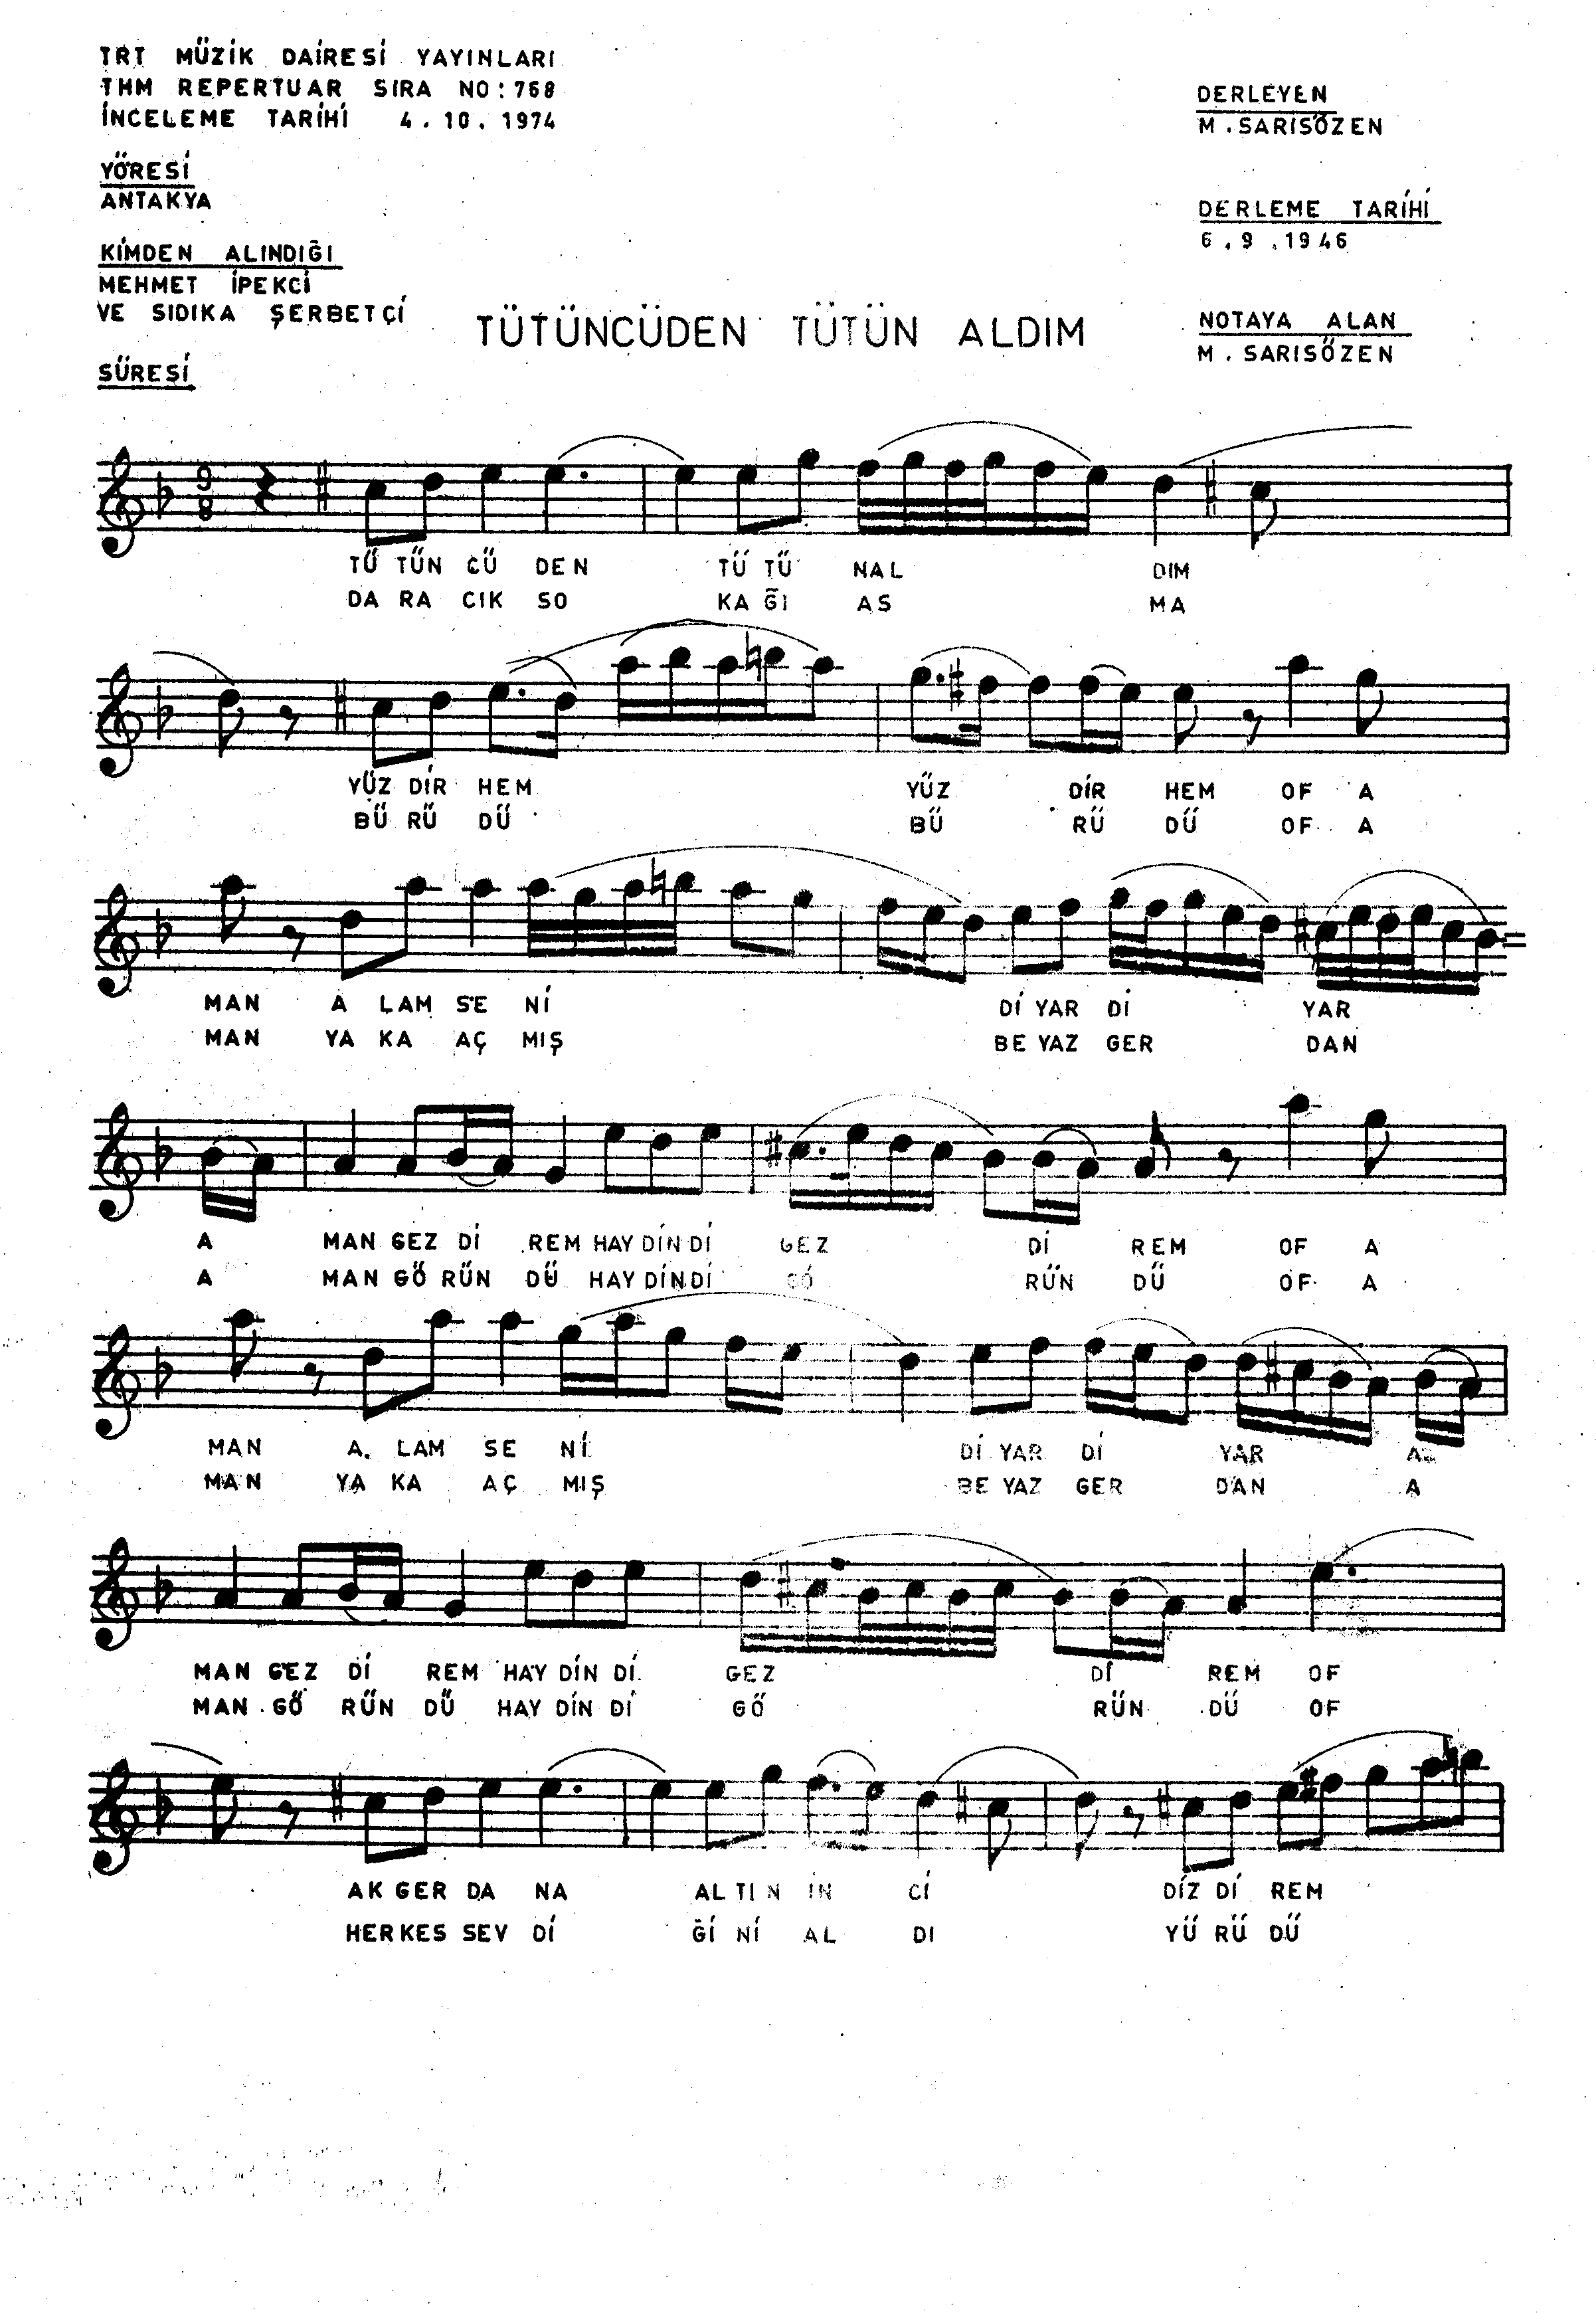 TRT MÜZİK DAİRESİ YAYINLARI
THM REPERTUAR SIRA NO: 768
İNCELEME TARİHİ 4.10.1974
YÖRESİ
ANTAKYA
KİMDEN ALINDIĞI
MEHMET İPEKCİ
VE SIDIKA ŞERBETÇİ
SÜRESİ
DERLEYEN
M. SARISÖZEN
DERLEME TARİHİ
6.9.1946
NOTAYA ALAN
M. SARISÖZEN
TÜTÜNCÜDEN TÜTÜN ALDIM
9
8
TÜ TÜN CÜ DEN TÜ TÜ NAL DIM
DA RA CIK SO KA ĞI AS MA
YÜZ DİR HEM YÜZ DİR HEM OF A
BÜ RÜ DÜ BÜ RÜ DÜ OF A
MAN A LAM SE Nİ Dİ YAR Dİ YAR
MAN YA KA AÇ MIŞ BE YAZ GER DAN
A MAN GEZ Dİ REM HAY DİN Dİ GEZ Dİ REM OF A
A MAN GÖ RÜN DÜ HAY DİN Dİ GÖ RÜN DÜ OF A
MAN A LAM SE Nİ Dİ YAR Dİ YAR A
MAN YA KA AÇ MIŞ BE YAZ GER DAN A
MAN GEZ Dİ REM HAY DİN Dİ GEZ Dİ REM OF
MAN GÖ RÜN DÜ HAY DİN Dİ GÖ RÜN DÜ OF
AK GER DA NA AL TI N İN Cİ DİZ Dİ REM
HER KES SEV Dİ Ğİ Nİ AL DI YÜ RÜ DÜ